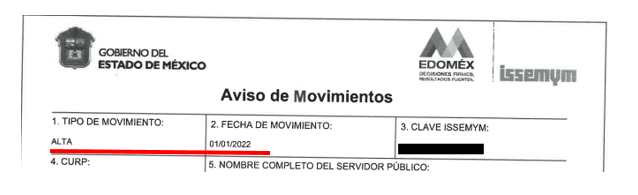 GOBIERNO DEL
ESTADO DE MÉXICO
EDOMÉX
DECISIONES FIRMES,
RESULTADOS FUERTES.
issemym
Aviso de Movimientos
1. TIPO DE MOVIMIENTO:
2. FECHA DE MOVIMIENTO:
3. CLAVE ISSEMYM:
ALTA
01/01/2022
4. CURP:
5. NOMBRE COMPLETO DEL SERVIDOR PÚBLICO: